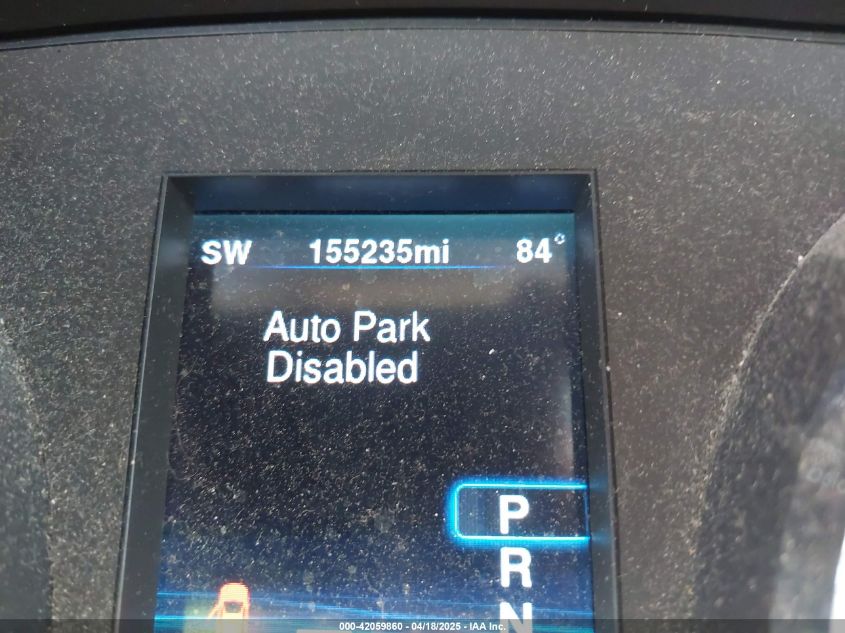 SW 155235mi 84°
Auto Park
Disabled
P
R
N
000-42059860 - 04/18/2025 - IAA Inc.